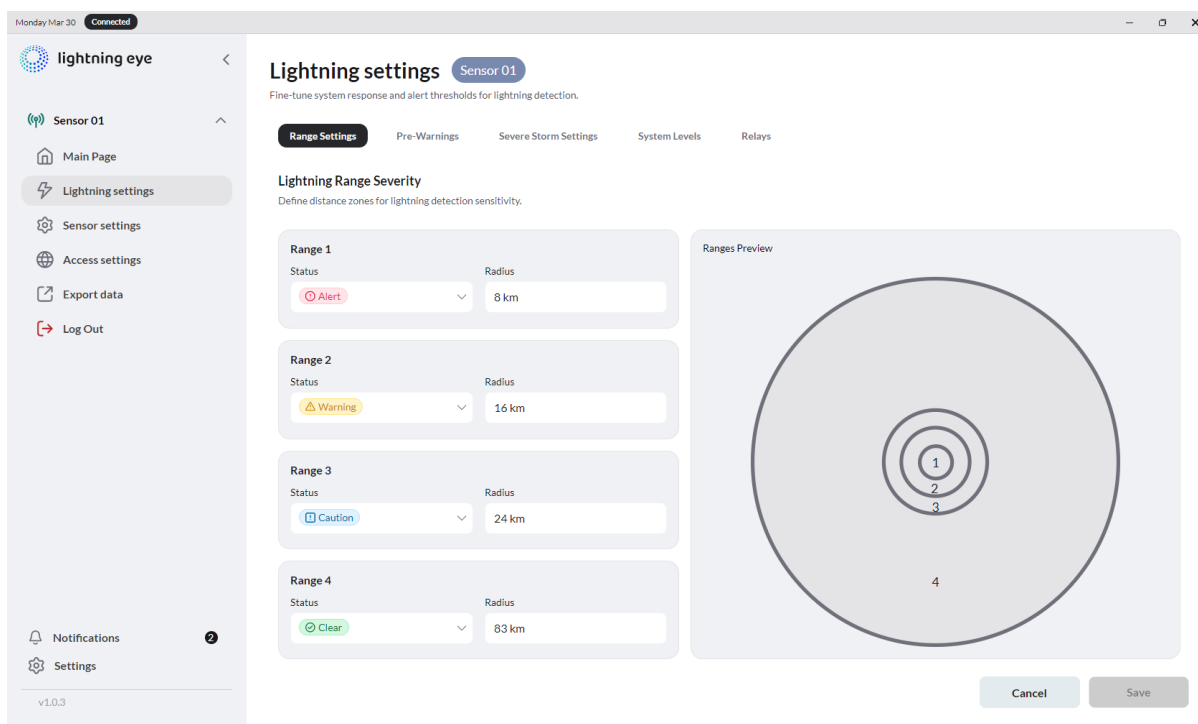 Monday Mar 30 Connected
lightning eye
Sensor 01
Main Page
Lightning settings
Sensor settings
Access settings
Export data
Log Out
Notifications 2
Settings
v1.0.3
Lightning settings Sensor 01
Fine-tune system response and alert thresholds for lightning detection.
Range Settings Pre-Warnings Severe Storm Settings System Levels Relays
Lightning Range Severity
Define distance zones for lightning detection sensitivity.
Range 1
Status Radius
Alert 8 km
Range 2
Status Radius
Warning 16 km
Range 3
Status Radius
Caution 24 km
Range 4
Status Radius
Clear 83 km
Ranges Preview
1
2
3
4
Cancel Save